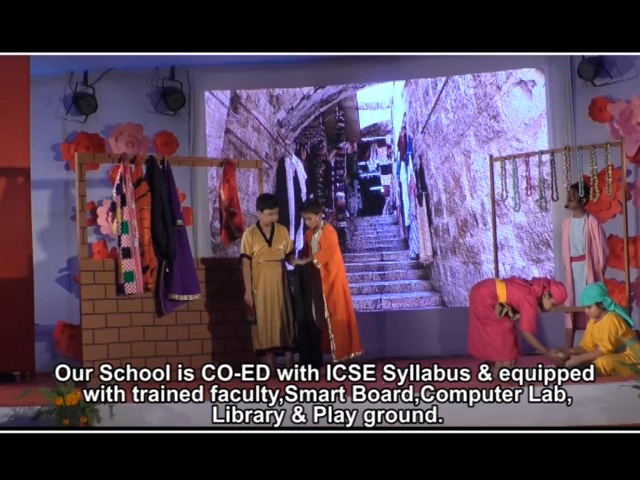 Our School is CO-ED with ICSE Syllabus & equipped
with trained faculty,Smart Board,Computer Lab,
Library & Play ground.